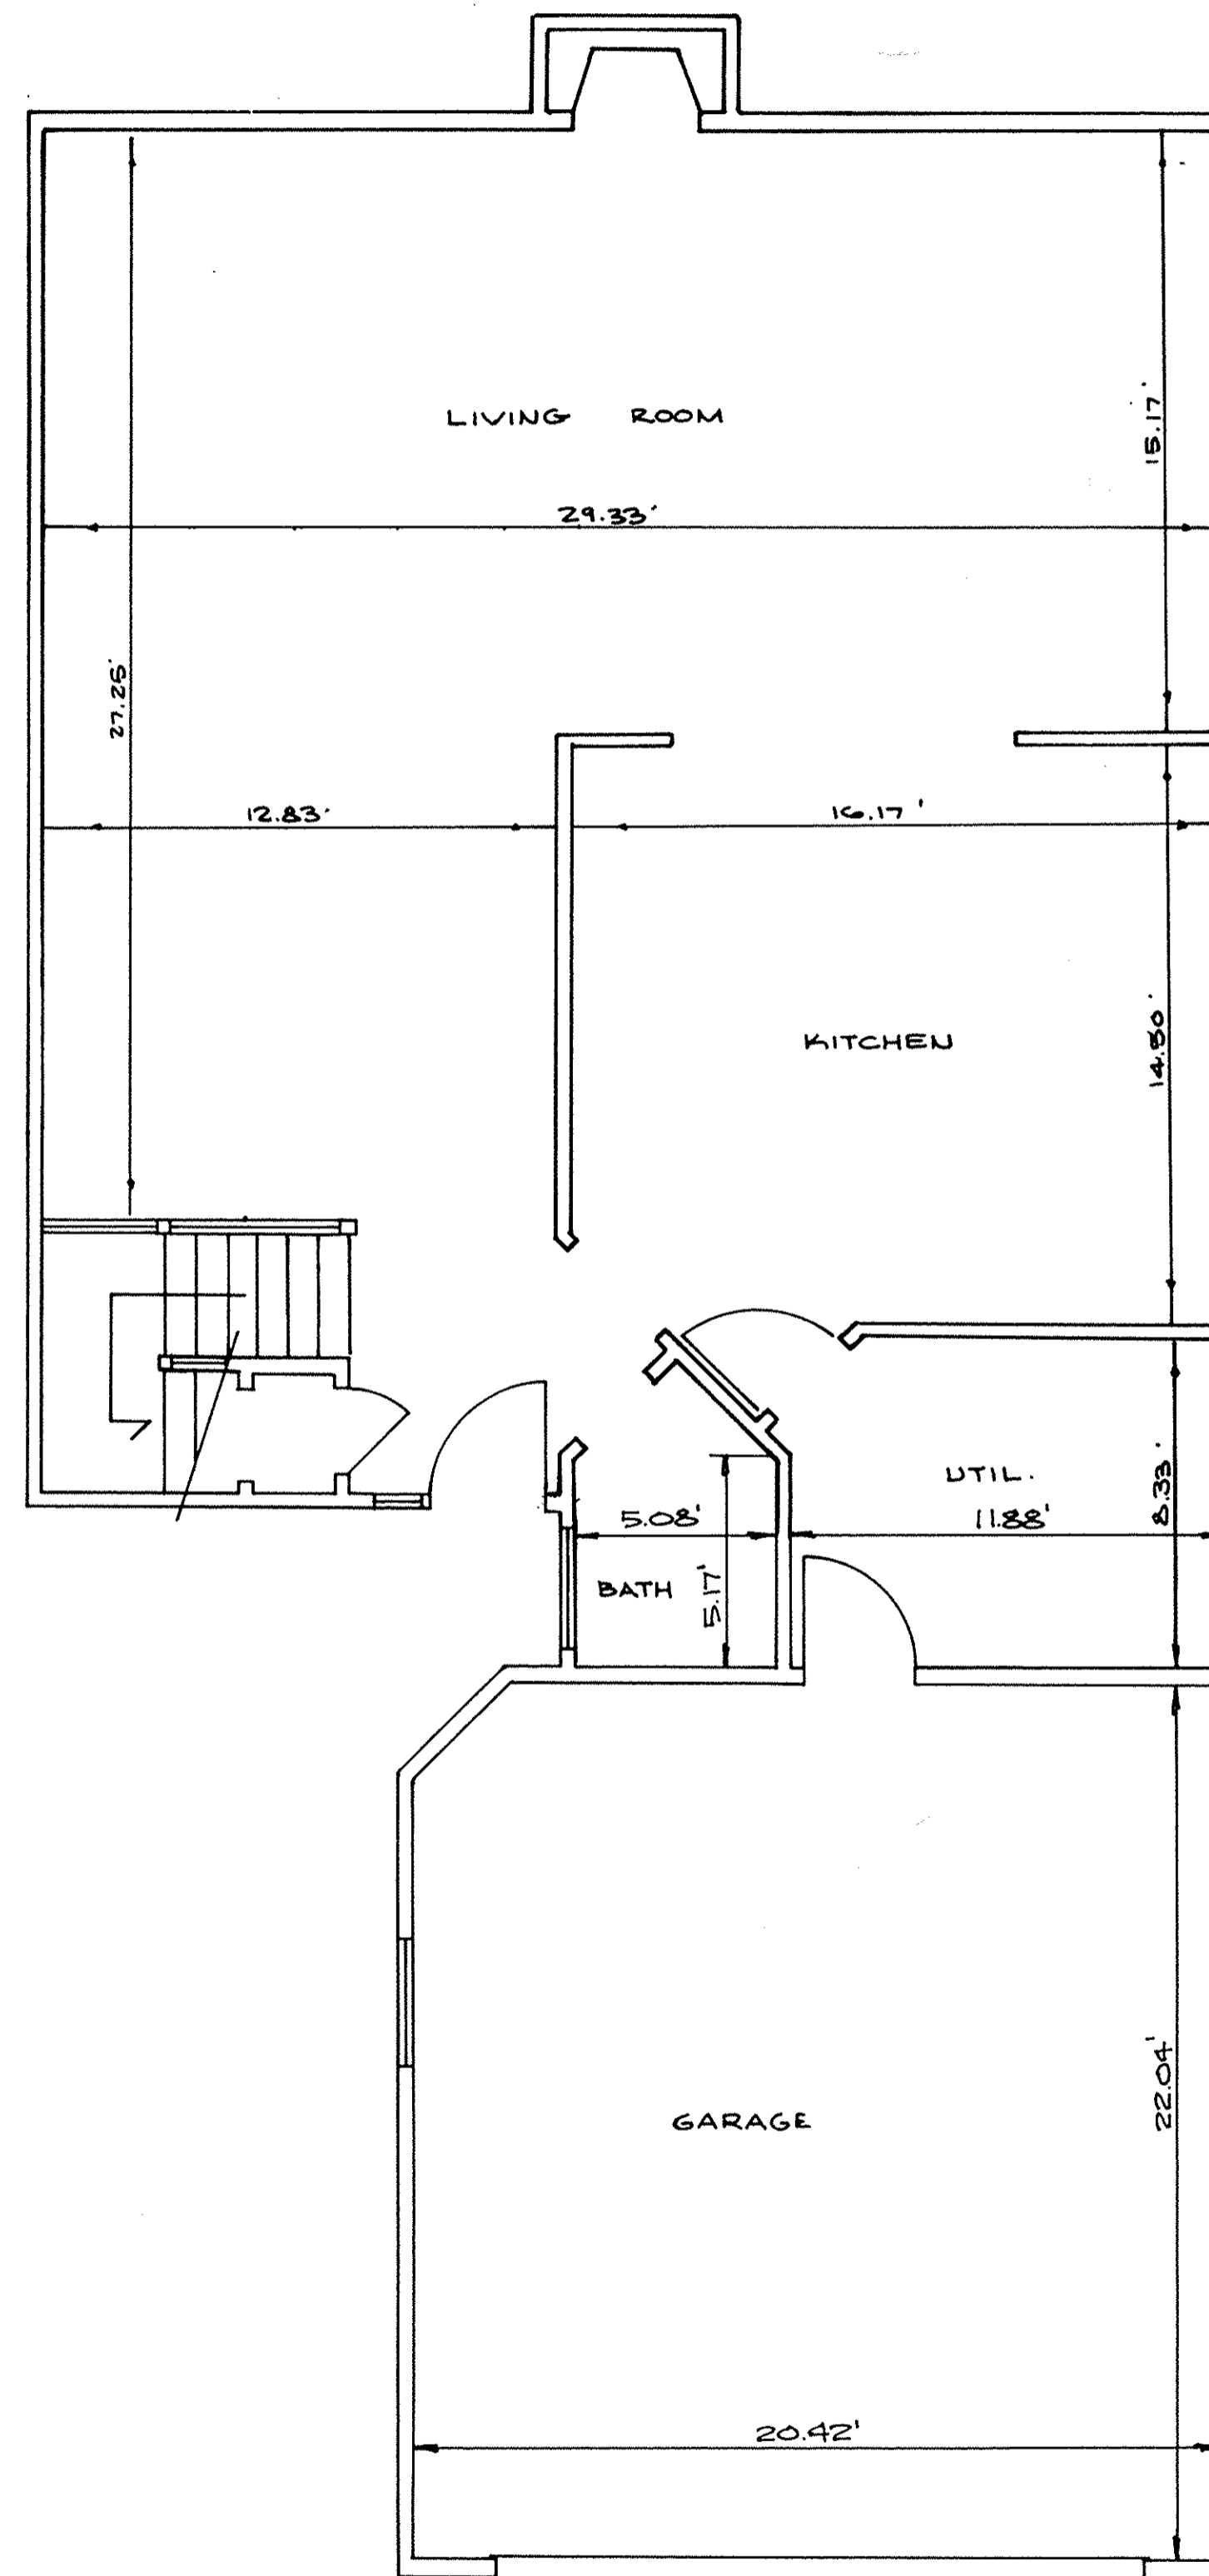 LIVING ROOM
15.17'
29.33'
27.25'
12.83'
16.17'
KITCHEN
14.50'
UTIL.
8.33'
5.08'
11.88'
BATH
5.17'
GARAGE
22.04'
20.42'